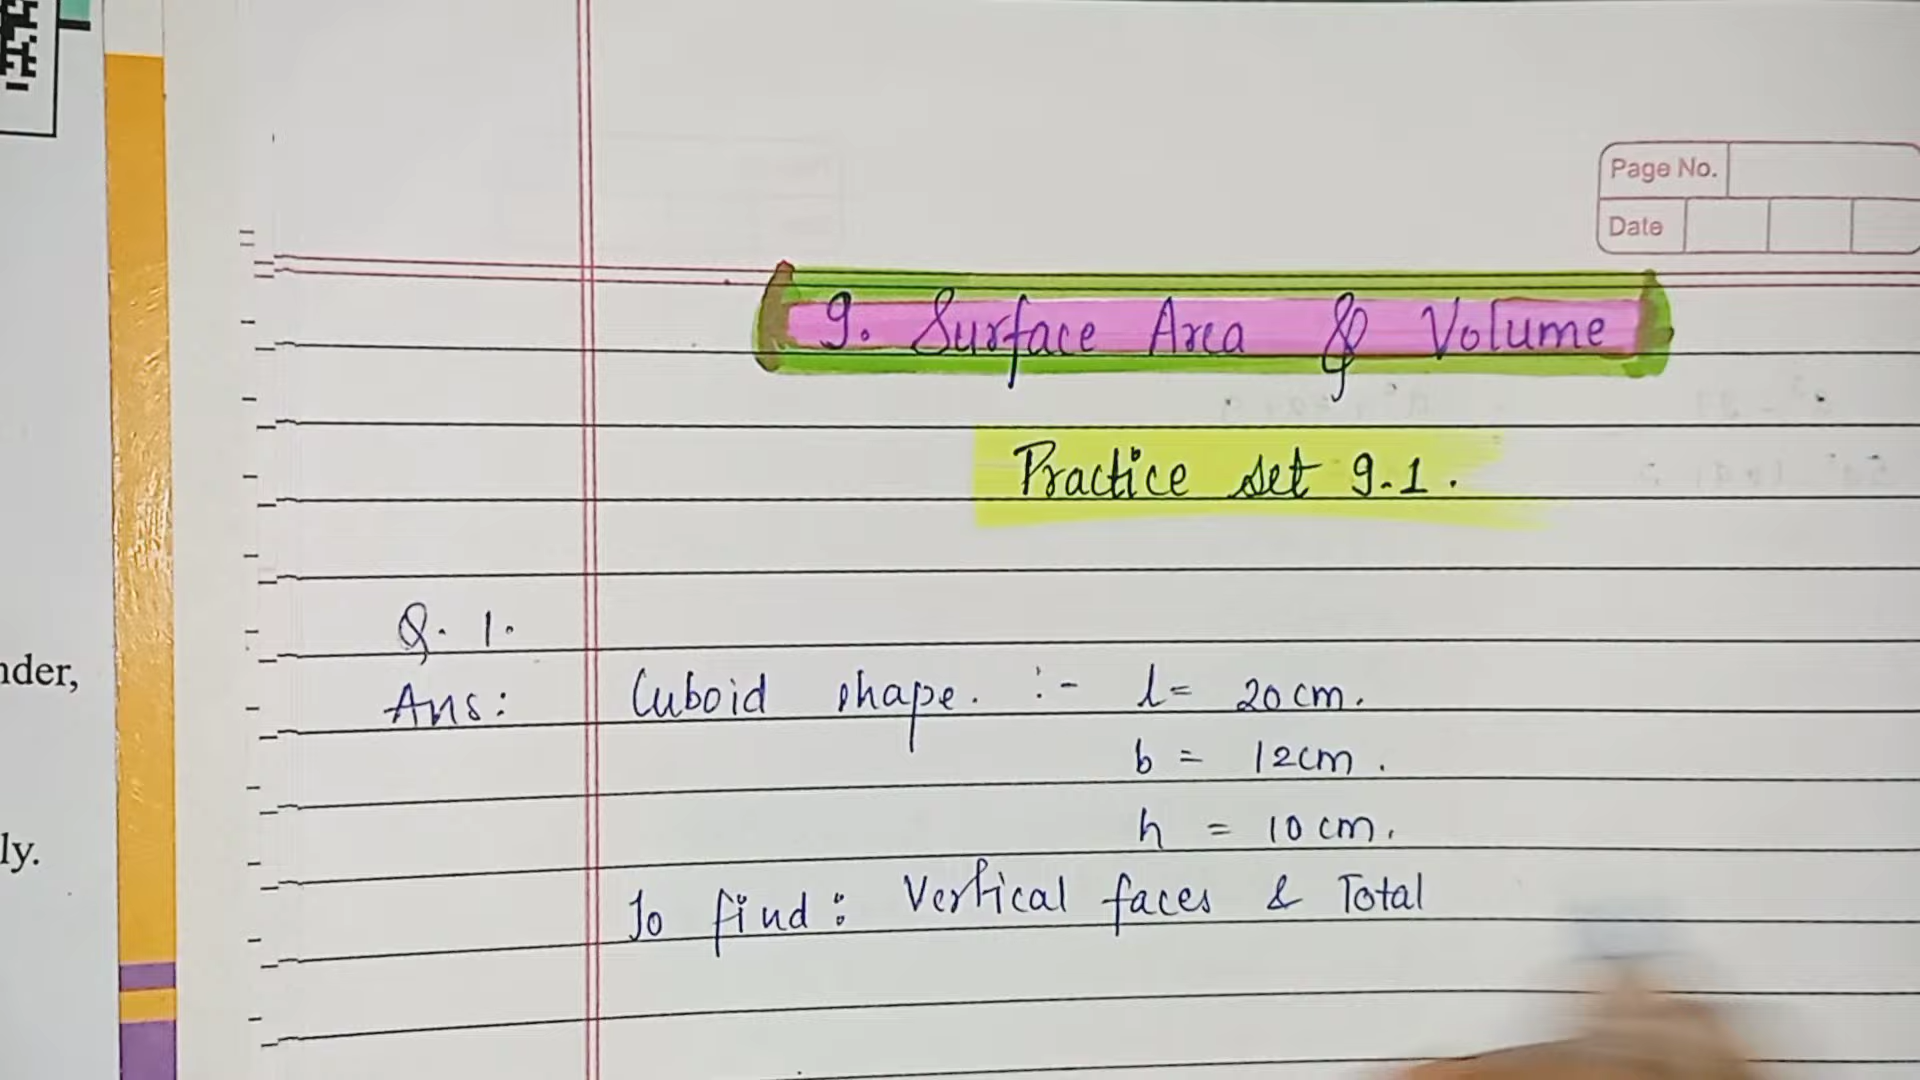 Page No.
Date
9. Surface Area & Volume
Practice set 9.1.
Q. 1.
Ans: Cuboid shape. :- l= 20cm.
b = 12cm.
h = 10cm.
To find: Vertical faces & Total
ly.